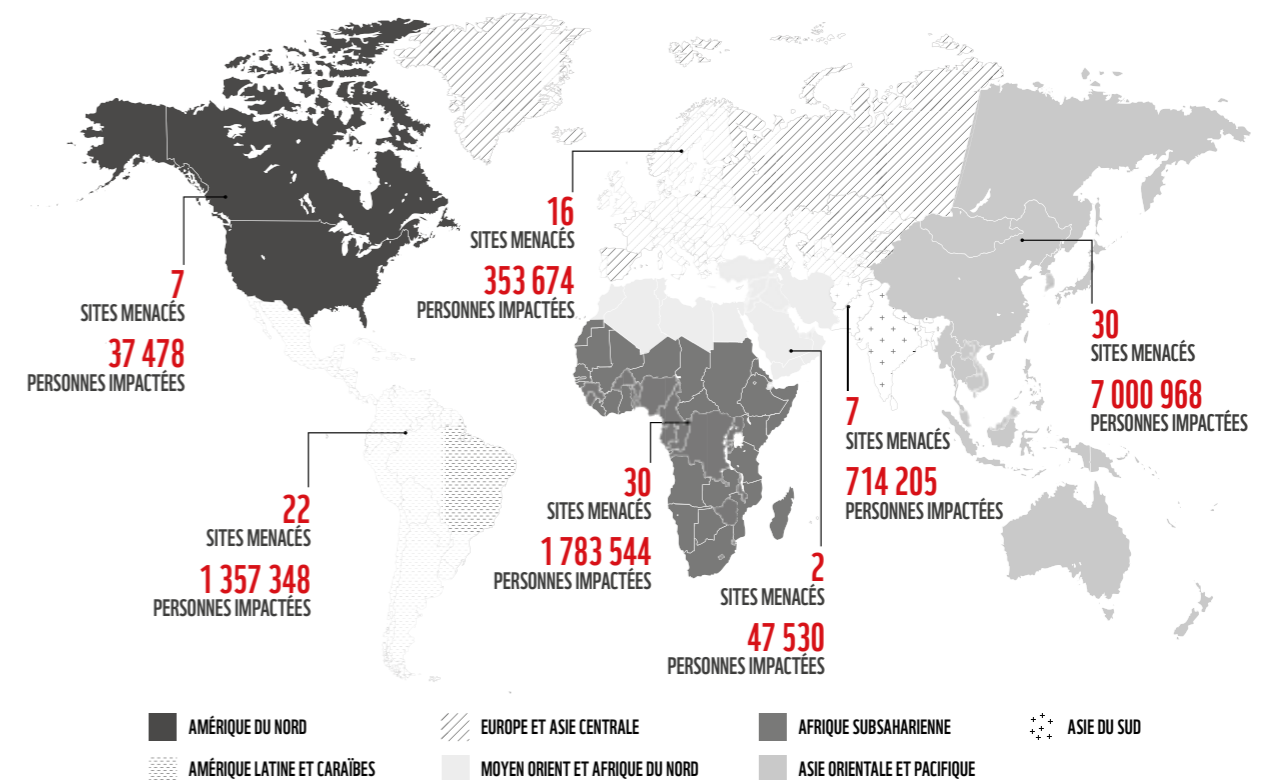 16
SITES MENACÉS
353 674
PERSONNES IMPACTÉES
7
SITES MENACÉS
37 478
PERSONNES IMPACTÉES
30
SITES MENACÉS
7 000 968
PERSONNES IMPACTÉES
7
SITES MENACÉS
714 205
PERSONNES IMPACTÉES
22
SITES MENACÉS
1 357 348
PERSONNES IMPACTÉES
30
SITES MENACÉS
1 783 544
PERSONNES IMPACTÉES
2
SITES MENACÉS
47 530
PERSONNES IMPACTÉES
AMÉRIQUE DU NORD
EUROPE ET ASIE CENTRALE
AFRIQUE SUBSAHARIENNE
ASIE DU SUD
AMÉRIQUE LATINE ET CARAÏBES
MOYEN ORIENT ET AFRIQUE DU NORD
ASIE ORIENTALE ET PACIFIQUE